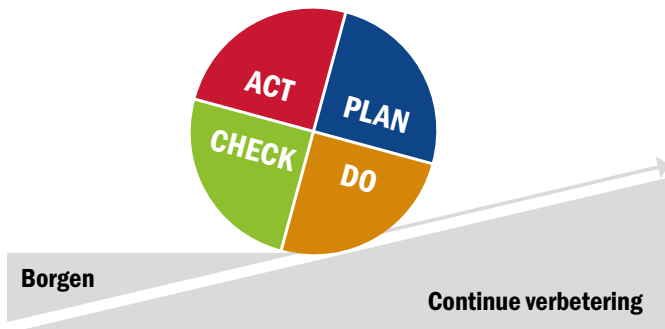 ACT
PLAN
CHECK
DO
Borgen
Continue verbetering